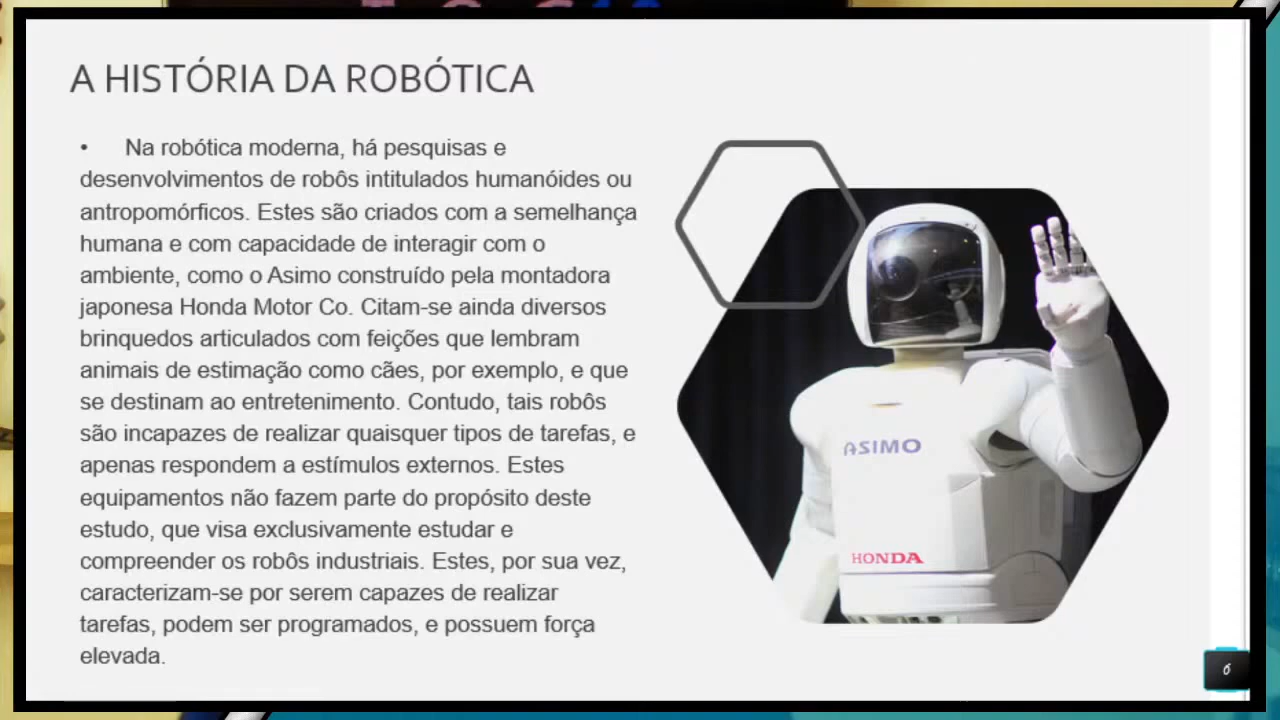 A HISTÓRIA DA ROBÓTICA
• Na robótica moderna, há pesquisas e
desenvolvimentos de robôs intitulados humanóides ou
antropomórficos. Estes são criados com a semelhança
humana e com capacidade de interagir com o
ambiente, como o Asimo construído pela montadora
japonesa Honda Motor Co. Citam-se ainda diversos
brinquedos articulados com feições que lembram
animais de estimação como cães, por exemplo, e que
se destinam ao entretenimento. Contudo, tais robôs
são incapazes de realizar quaisquer tipos de tarefas, e
apenas respondem a estímulos externos. Estes
equipamentos não fazem parte do propósito deste
estudo, que visa exclusivamente estudar e
compreender os robôs industriais. Estes, por sua vez,
caracterizam-se por serem capazes de realizar
tarefas, podem ser programados, e possuem força
elevada.
ASIMO
HONDA
6